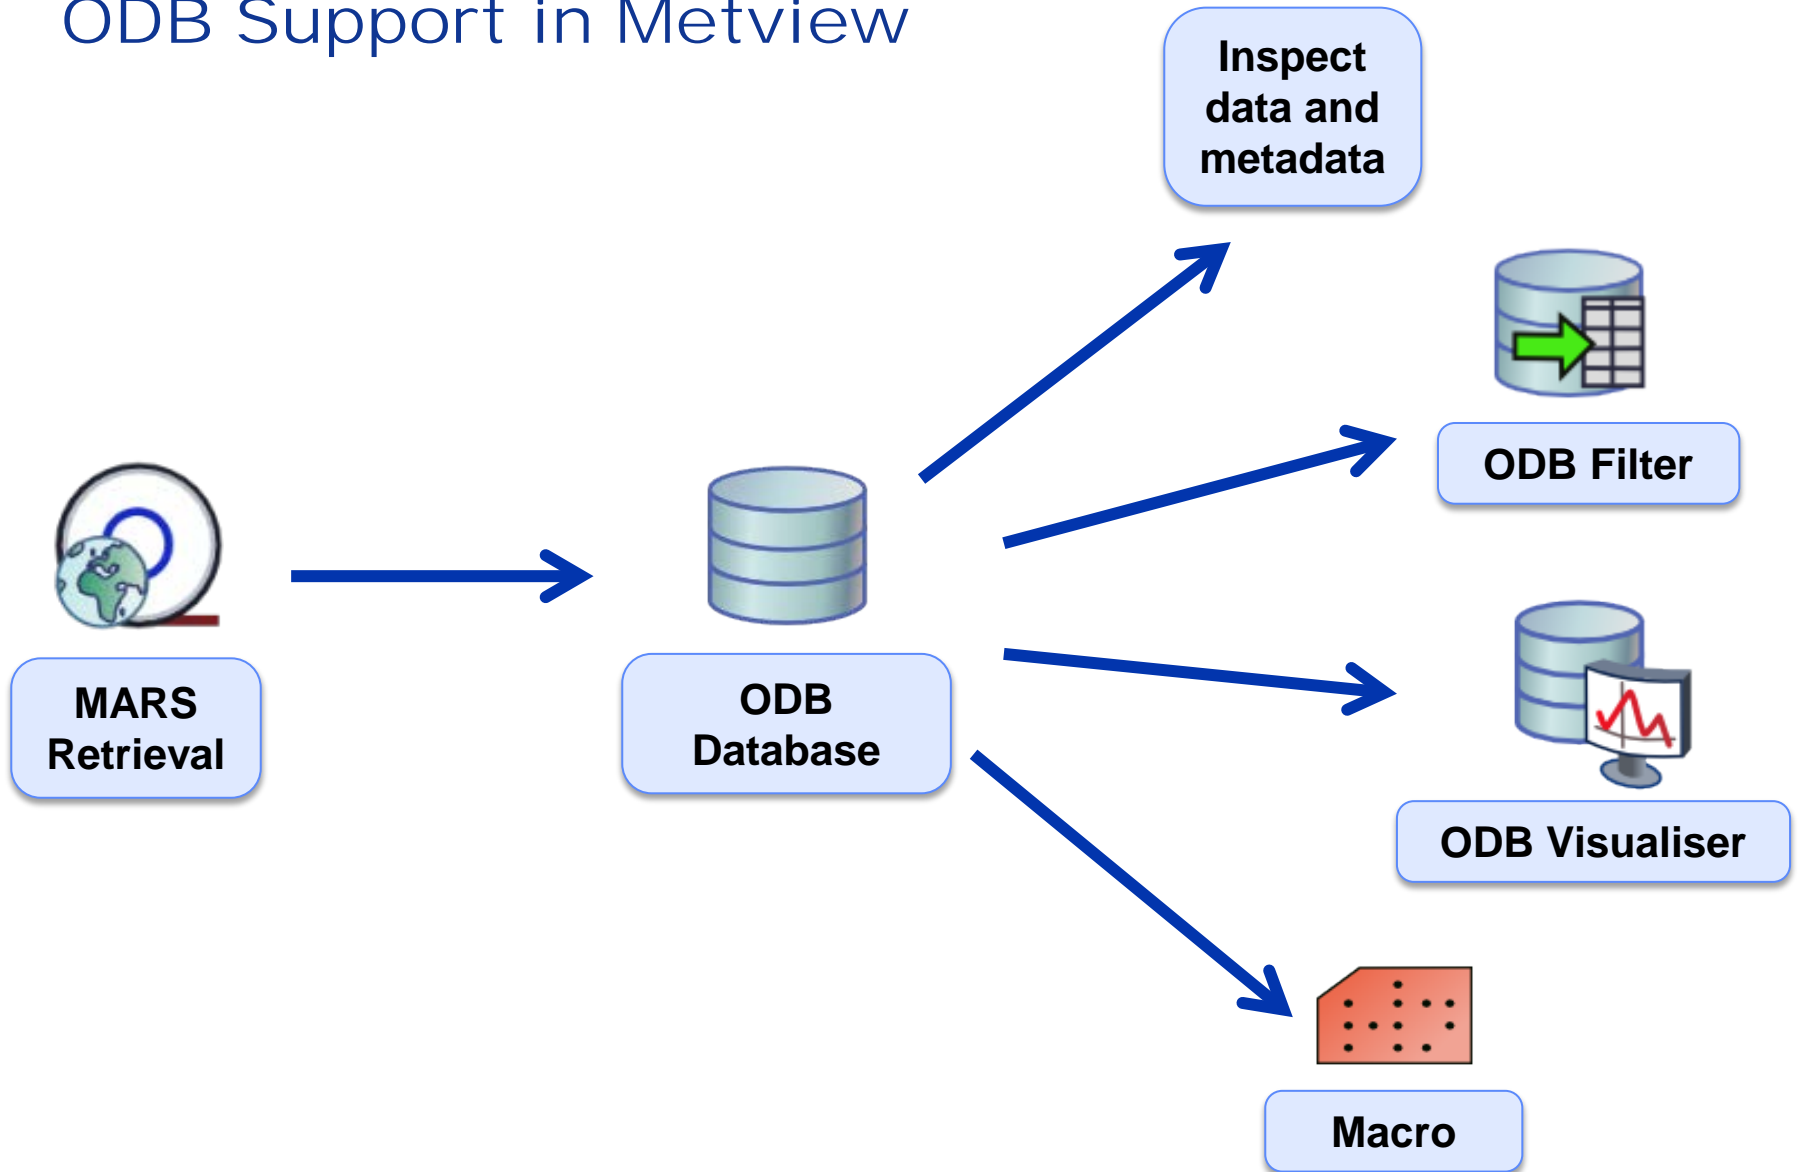 ODB Support in Metview
Inspect
data and
metadata
ODB Filter
MARS
Retrieval
ODB
Database
ODB Visualiser
Macro